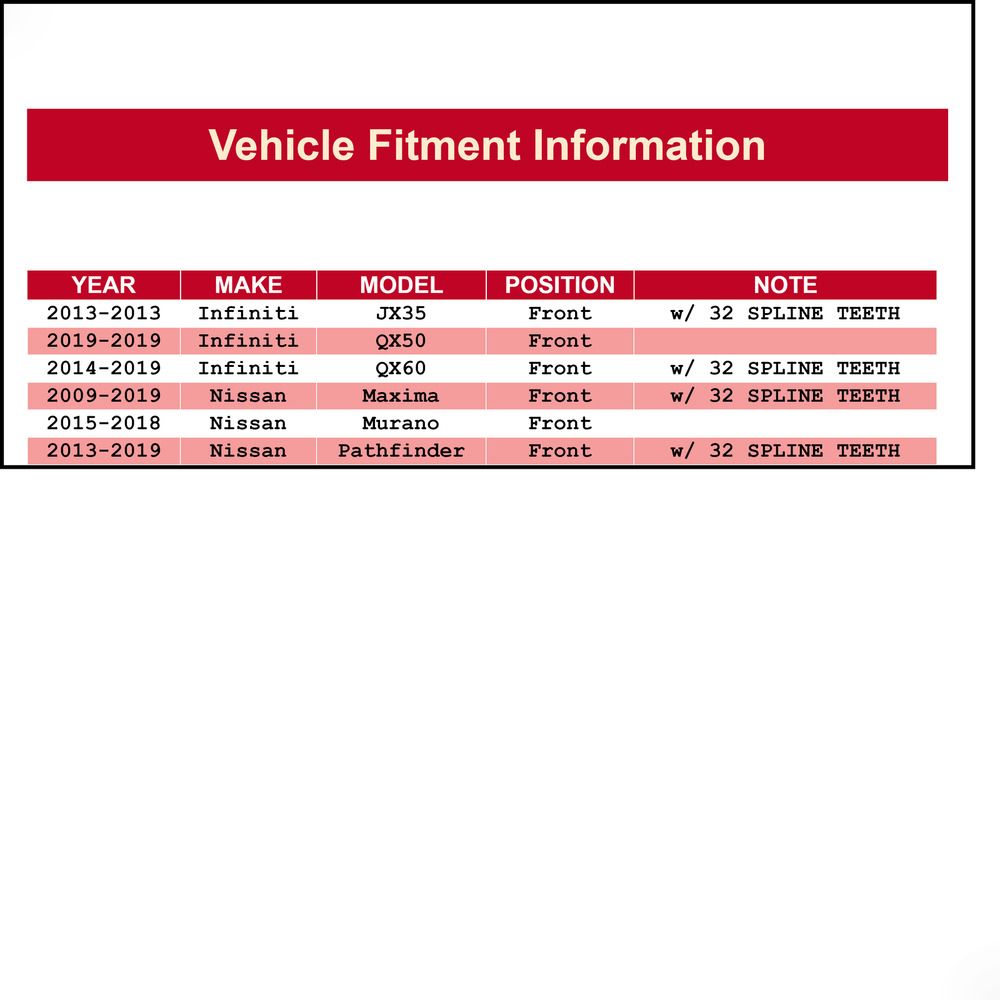 Vehicle Fitment Information
YEAR MAKE MODEL POSITION NOTE
2013-2013 Infiniti JX35 Front w/ 32 SPLINE TEETH
2019-2019 Infiniti QX50 Front
2014-2019 Infiniti QX60 Front w/ 32 SPLINE TEETH
2009-2019 Nissan Maxima Front w/ 32 SPLINE TEETH
2015-2018 Nissan Murano Front
2013-2019 Nissan Pathfinder Front w/ 32 SPLINE TEETH